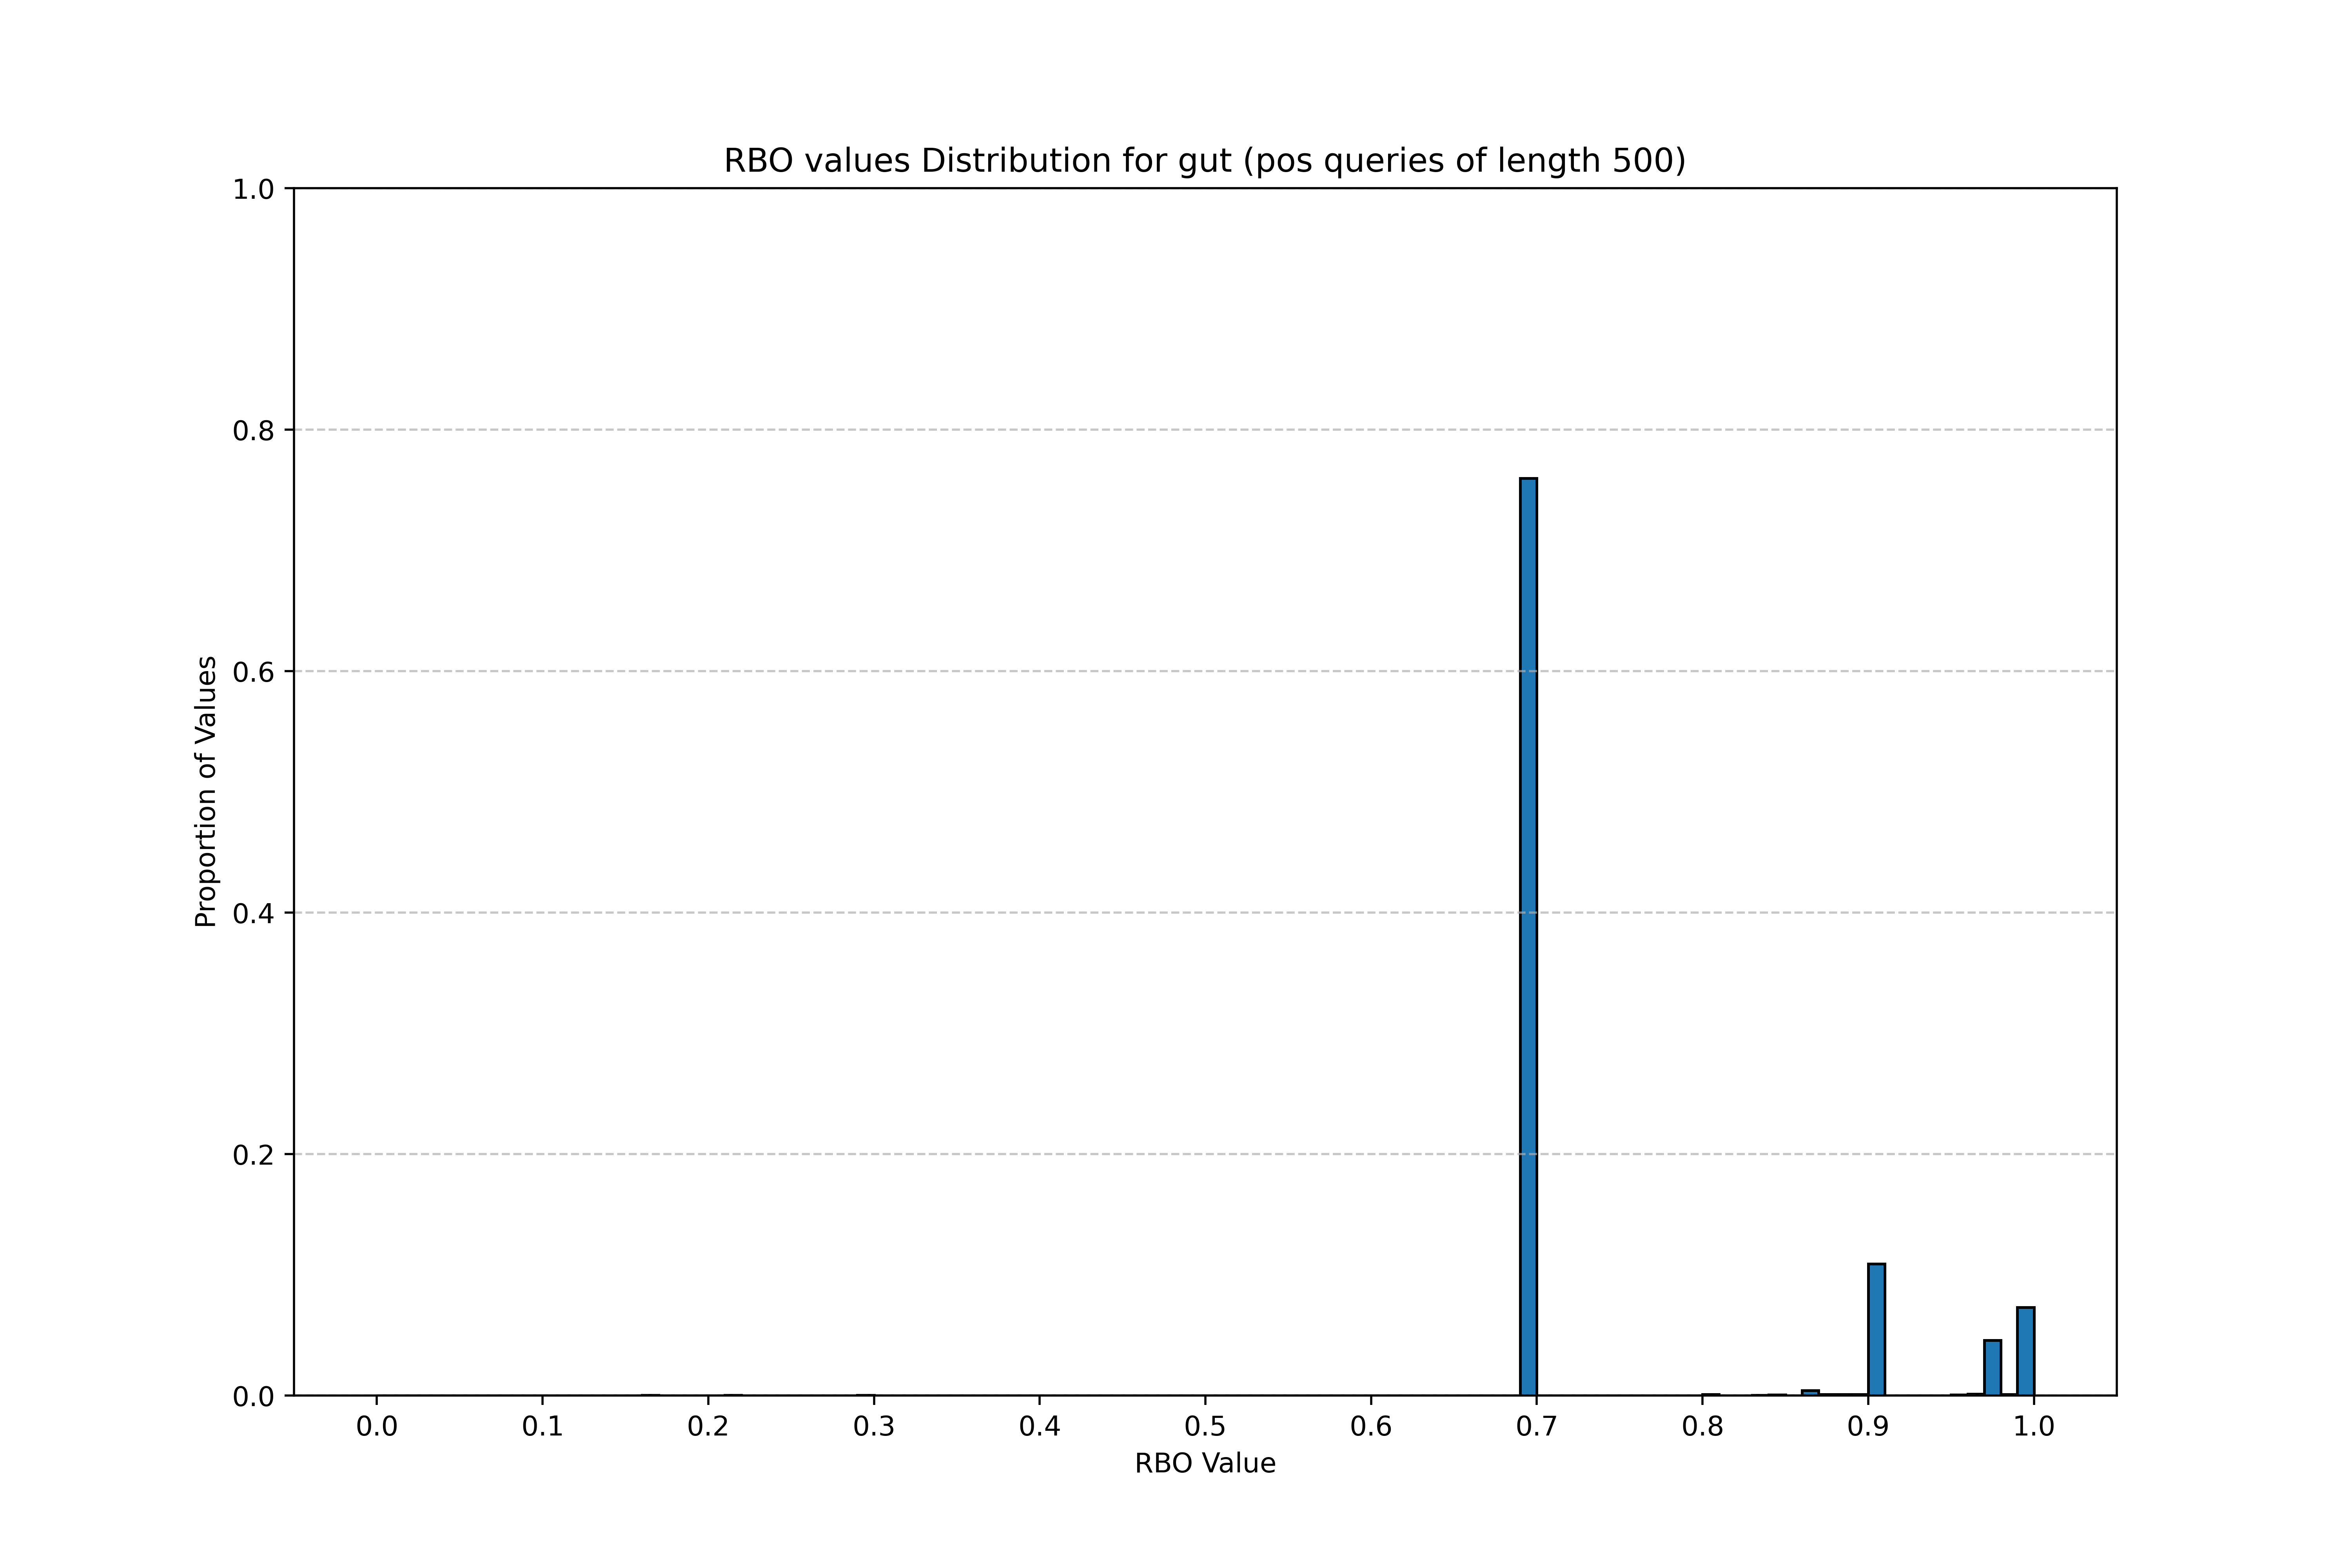 RBO values Distribution for gut (pos queries of length 500)
1.0
0.8
0.6
0.4
0.2
0.0
Proportion of Values
0.0 0.1 0.2 0.3 0.4 0.5 0.6 0.7 0.8 0.9 1.0
RBO Value